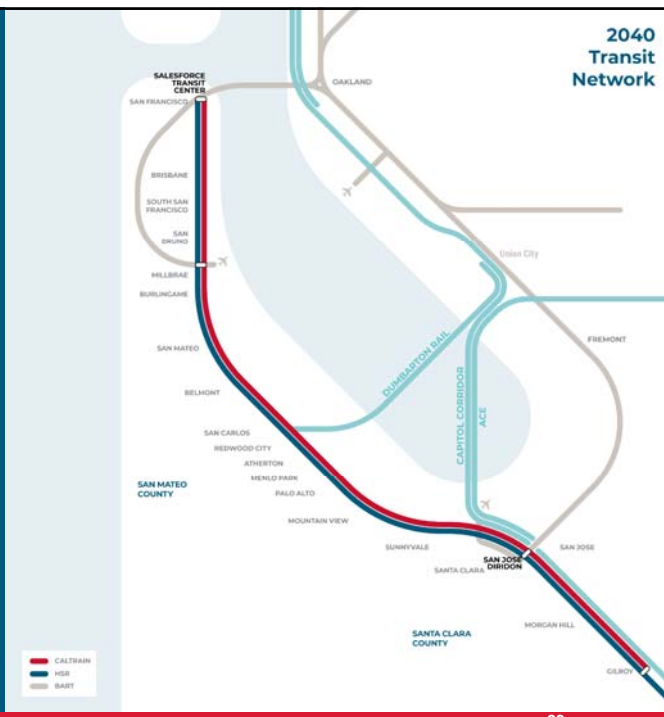 2040
Transit
Network
SALESFORCE
TRANSIT
CENTER
OAKLAND
SAN FRANCISCO
BRISBANE
SOUTH SAN
FRANCISCO
SAN
BRUNO
Union City
MILLBRAE
BURLINGAME
FREMONT
SAN MATEO
DUMBARTON RAIL
CAPITOL CORRIDOR
ACE
BELMONT
SAN CARLOS
REDWOOD CITY
ATHERTON
MENLO PARK
SAN MATEO
COUNTY
PALO ALTO
MOUNTAIN VIEW
SUNNYVALE
SAN JOSE
SAN JOSE
DIRIDON
SANTA CLARA
MORGAN HILL
SANTA CLARA
COUNTY
CALTRAIN
HSR
BART
GILROY